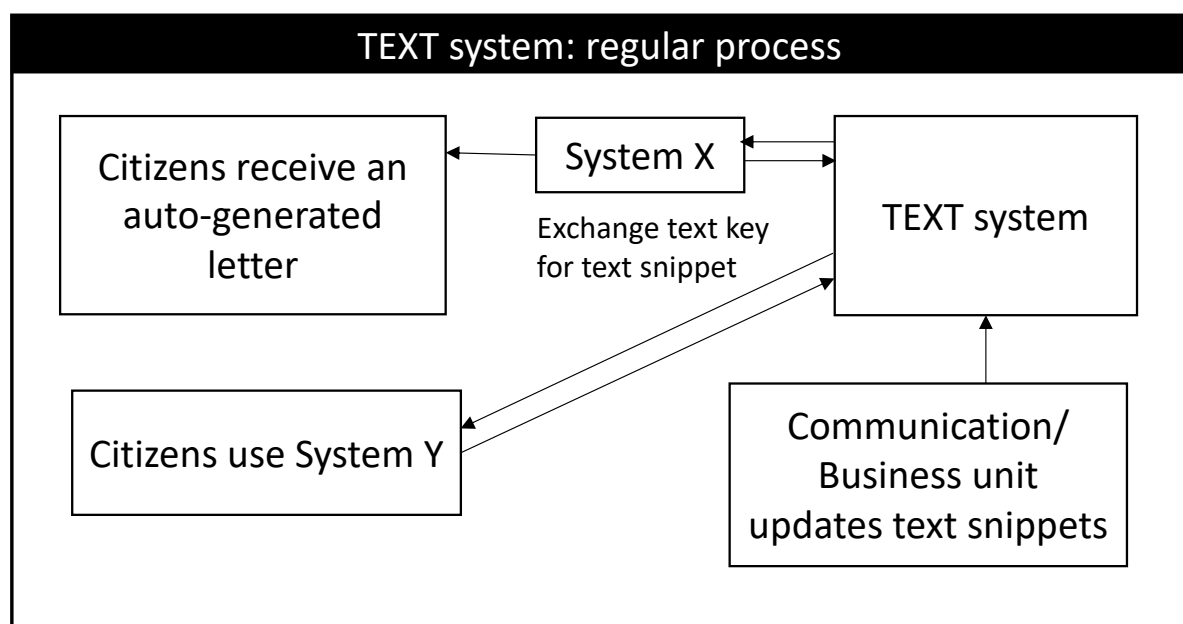 TEXT system: regular process
Citizens receive an
auto-generated
letter
System X
Exchange text key
for text snippet
TEXT system
Citizens use System Y
Communication/
Business unit
updates text snippets